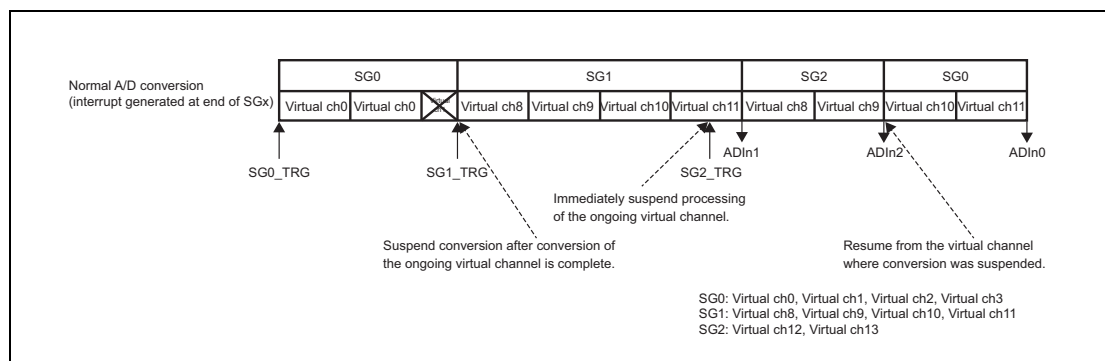 Normal A/D conversion
(interrupt generated at end of SGx)
SG0 SG1 SG2 SG0
Virtual ch0 Virtual ch0 Virtual ch8 Virtual ch9 Virtual ch10 Virtual ch11 Virtual ch8 Virtual ch9 Virtual ch10 Virtual ch11
SG0_TRG SG1_TRG SG2_TRG ADIn1 ADIn2 ADIn0
Immediately suspend processing
of the ongoing virtual channel.
Suspend conversion after conversion of
the ongoing virtual channel is complete.
Resume from the virtual channel
where conversion was suspended.
SG0: Virtual ch0, Virtual ch1, Virtual ch2, Virtual ch3
SG1: Virtual ch8, Virtual ch9, Virtual ch10, Virtual ch11
SG2: Virtual ch12, Virtual ch13